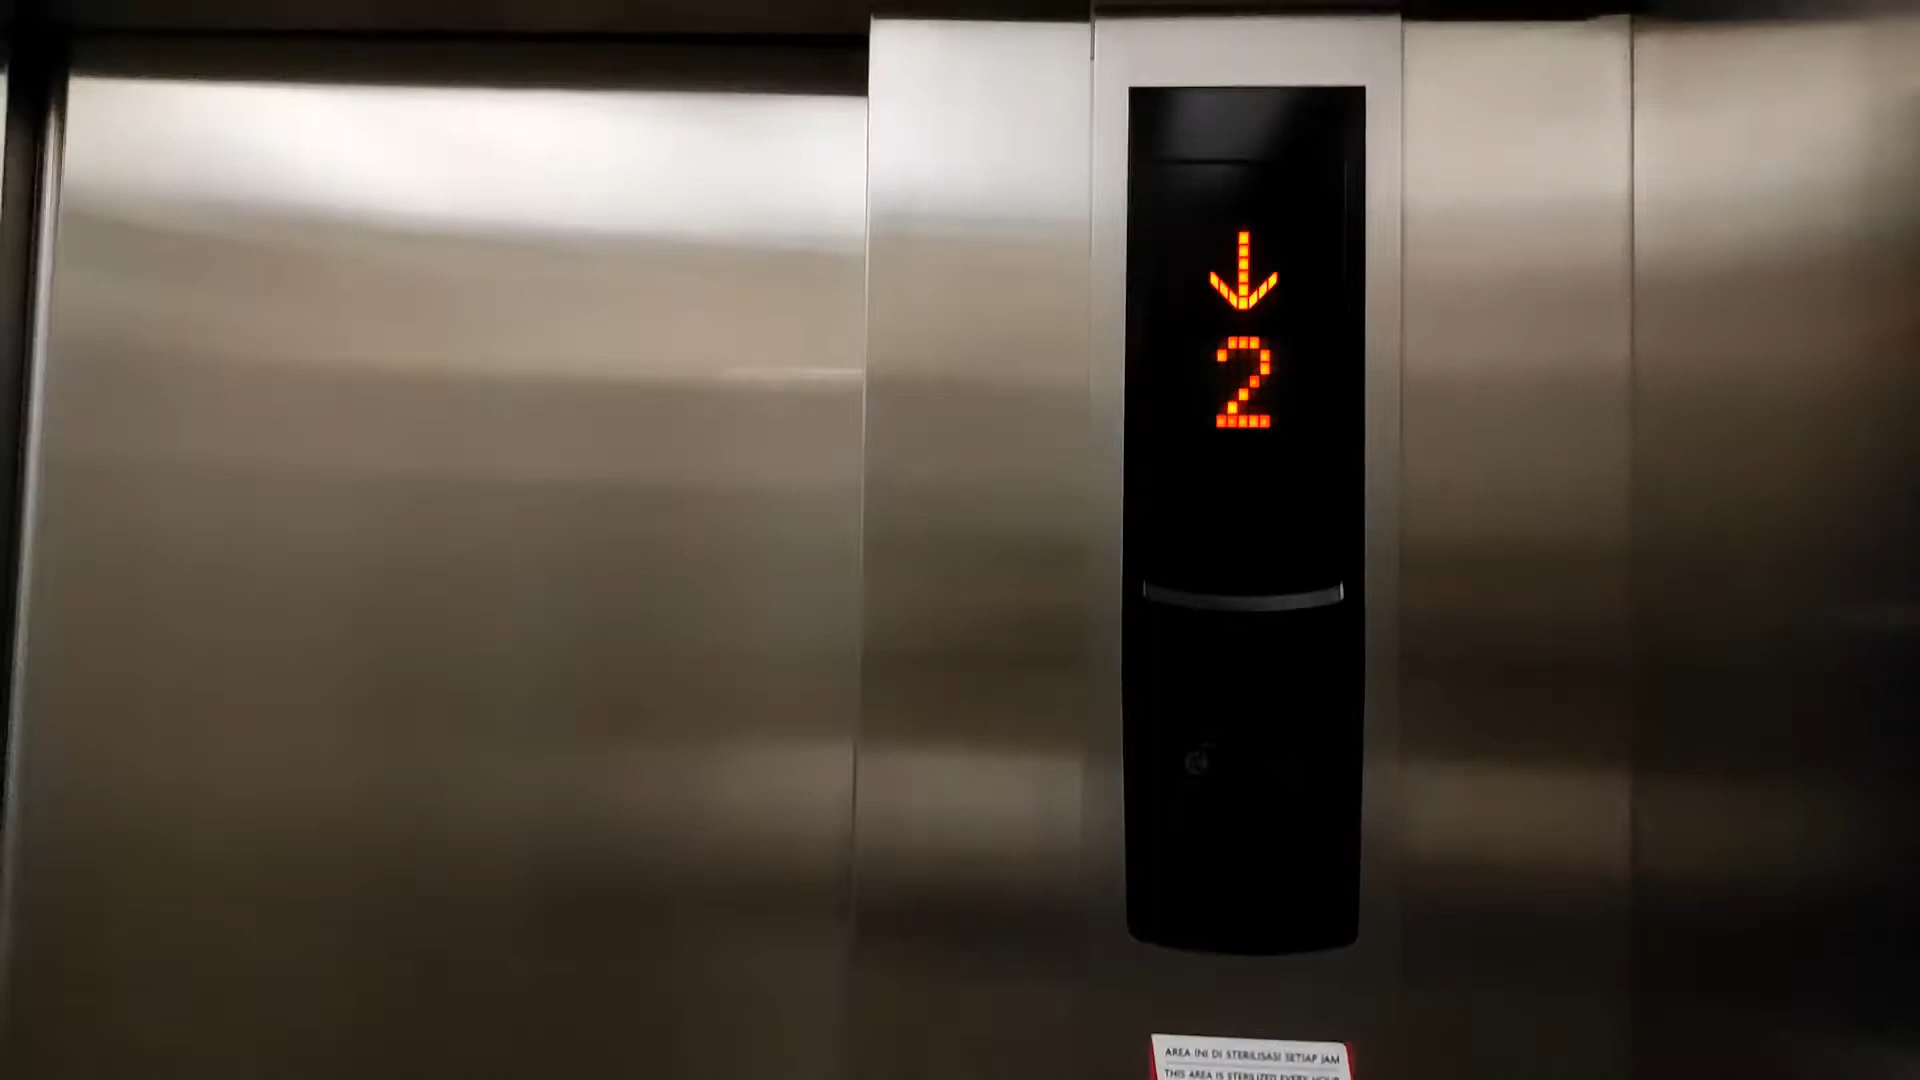 ↓
2
AREA INI DI STERILISASI SETIAP JAM
THIS AREA IS STERILIZED EVERY HOUR